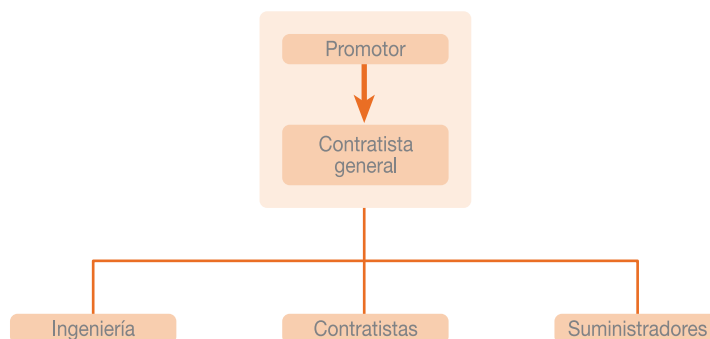 Promotor
Contratista
general
Ingeniería
Contratistas
Suministradores